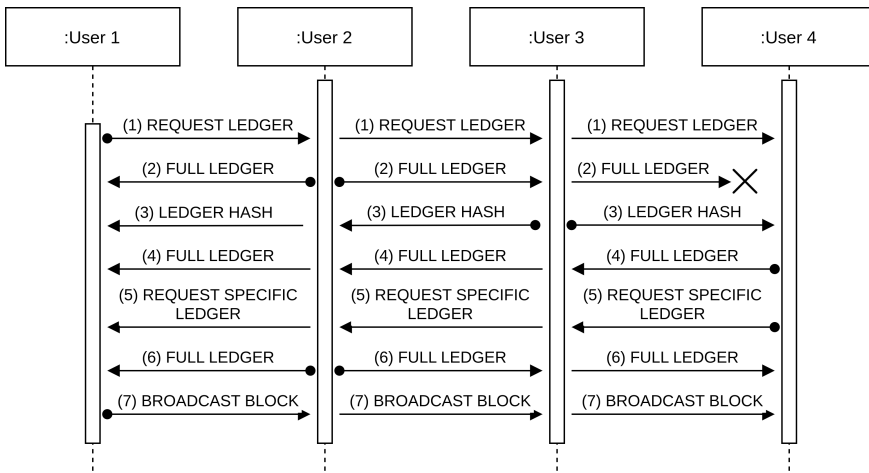 :User 1
:User 2
:User 3
:User 4
(1) REQUEST LEDGER
(1) REQUEST LEDGER
(1) REQUEST LEDGER
(2) FULL LEDGER
(2) FULL LEDGER
(2) FULL LEDGER
(3) LEDGER HASH
(3) LEDGER HASH
(3) LEDGER HASH
(4) FULL LEDGER
(4) FULL LEDGER
(4) FULL LEDGER
(5) REQUEST SPECIFIC
LEDGER
(5) REQUEST SPECIFIC
LEDGER
(5) REQUEST SPECIFIC
LEDGER
(6) FULL LEDGER
(6) FULL LEDGER
(6) FULL LEDGER
(7) BROADCAST BLOCK
(7) BROADCAST BLOCK
(7) BROADCAST BLOCK